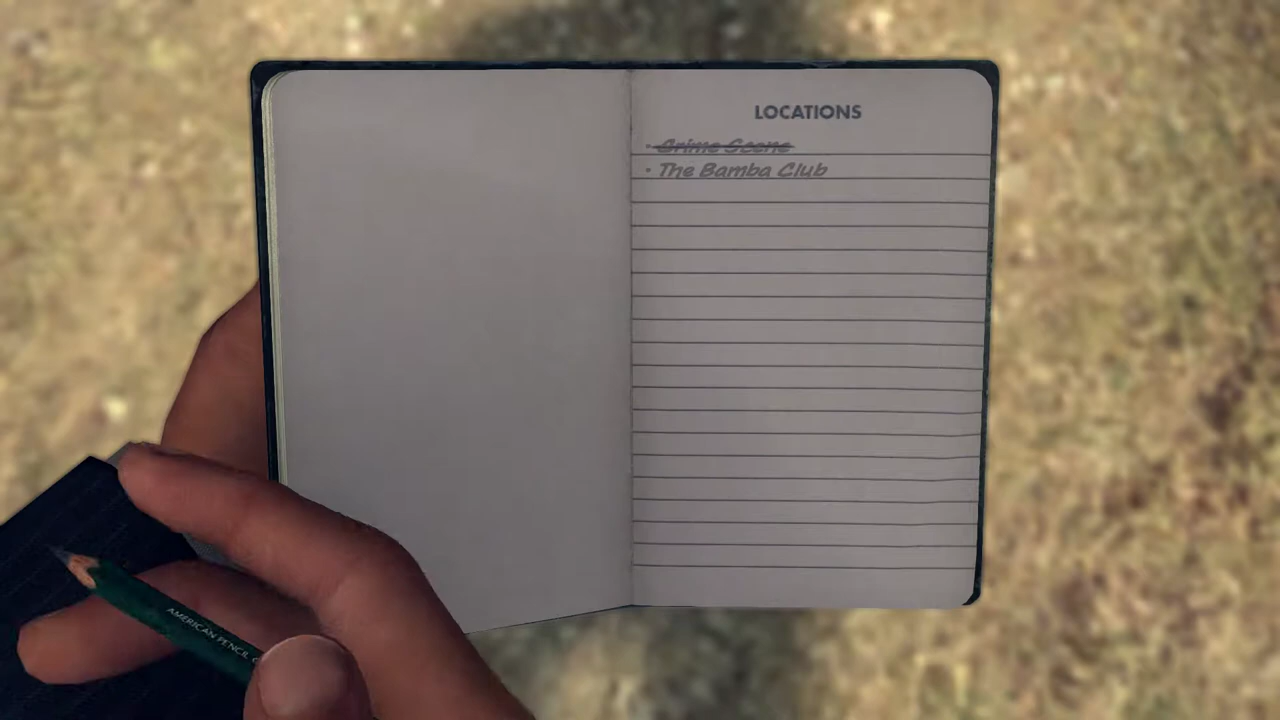 LOCATIONS
· Crime Scene
· The Bamba Club
AMERICAN PENCIL